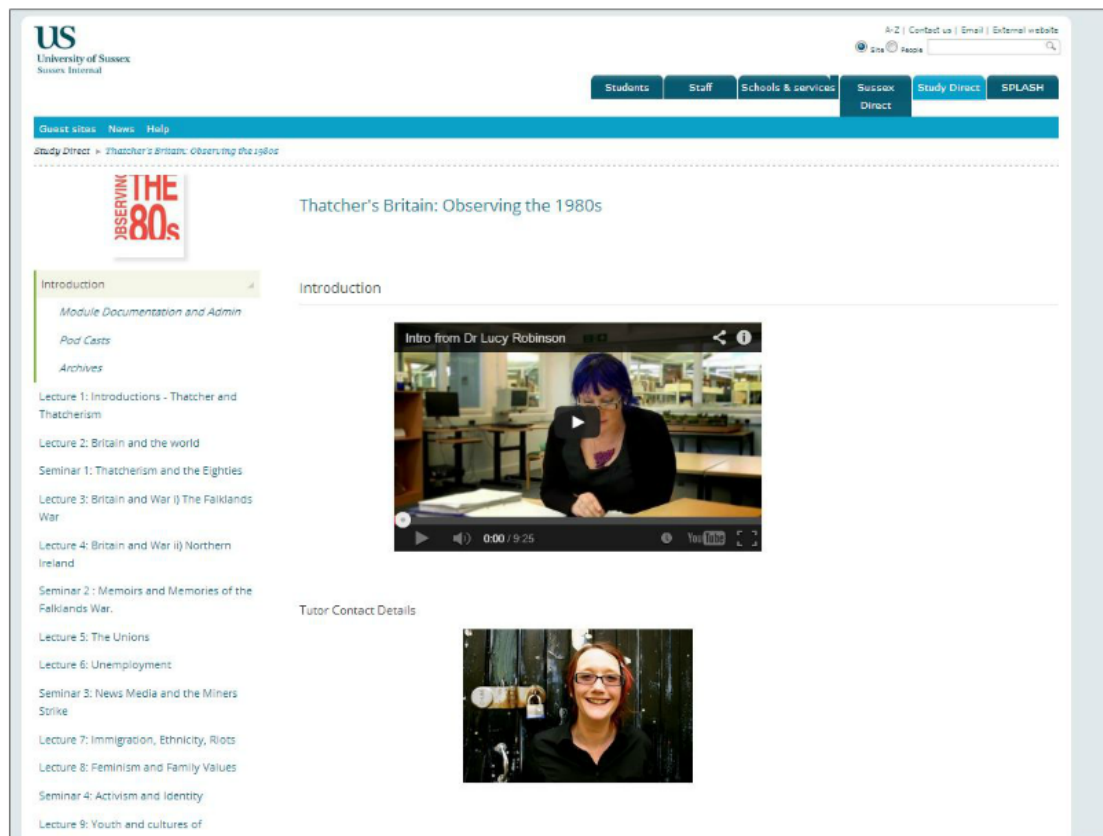 US
University of Sussex
Sussex Internal
A-Z | Contact us | Email | External website
Site People
Students Staff Schools & services Sussex Direct Study Direct SPLASH
Guest sites News Help
Study Direct ► Thatcher's Britain: Observing the 1980s
OBSERVING
THE
80s
Thatcher's Britain: Observing the 1980s
Introduction
Module Documentation and Admin
Pod Casts
Archives
Lecture 1: Introductions - Thatcher and
Thatcherism
Lecture 2: Britain and the world
Seminar 1: Thatcherism and the Eighties
Lecture 3: Britain and War i) The Falklands
War
Lecture 4: Britain and War ii) Northern
Ireland
Seminar 2 : Memoirs and Memories of the
Falklands War.
Lecture 5: The Unions
Lecture 6: Unemployment
Seminar 3: News Media and the Miners
Strike
Lecture 7: Immigration, Ethnicity, Riots
Lecture 8: Feminism and Family Values
Seminar 4: Activism and Identity
Lecture 9: Youth and cultures of
Introduction
Intro from Dr Lucy Robinson
0:00 / 9:25
YouTube
Tutor Contact Details